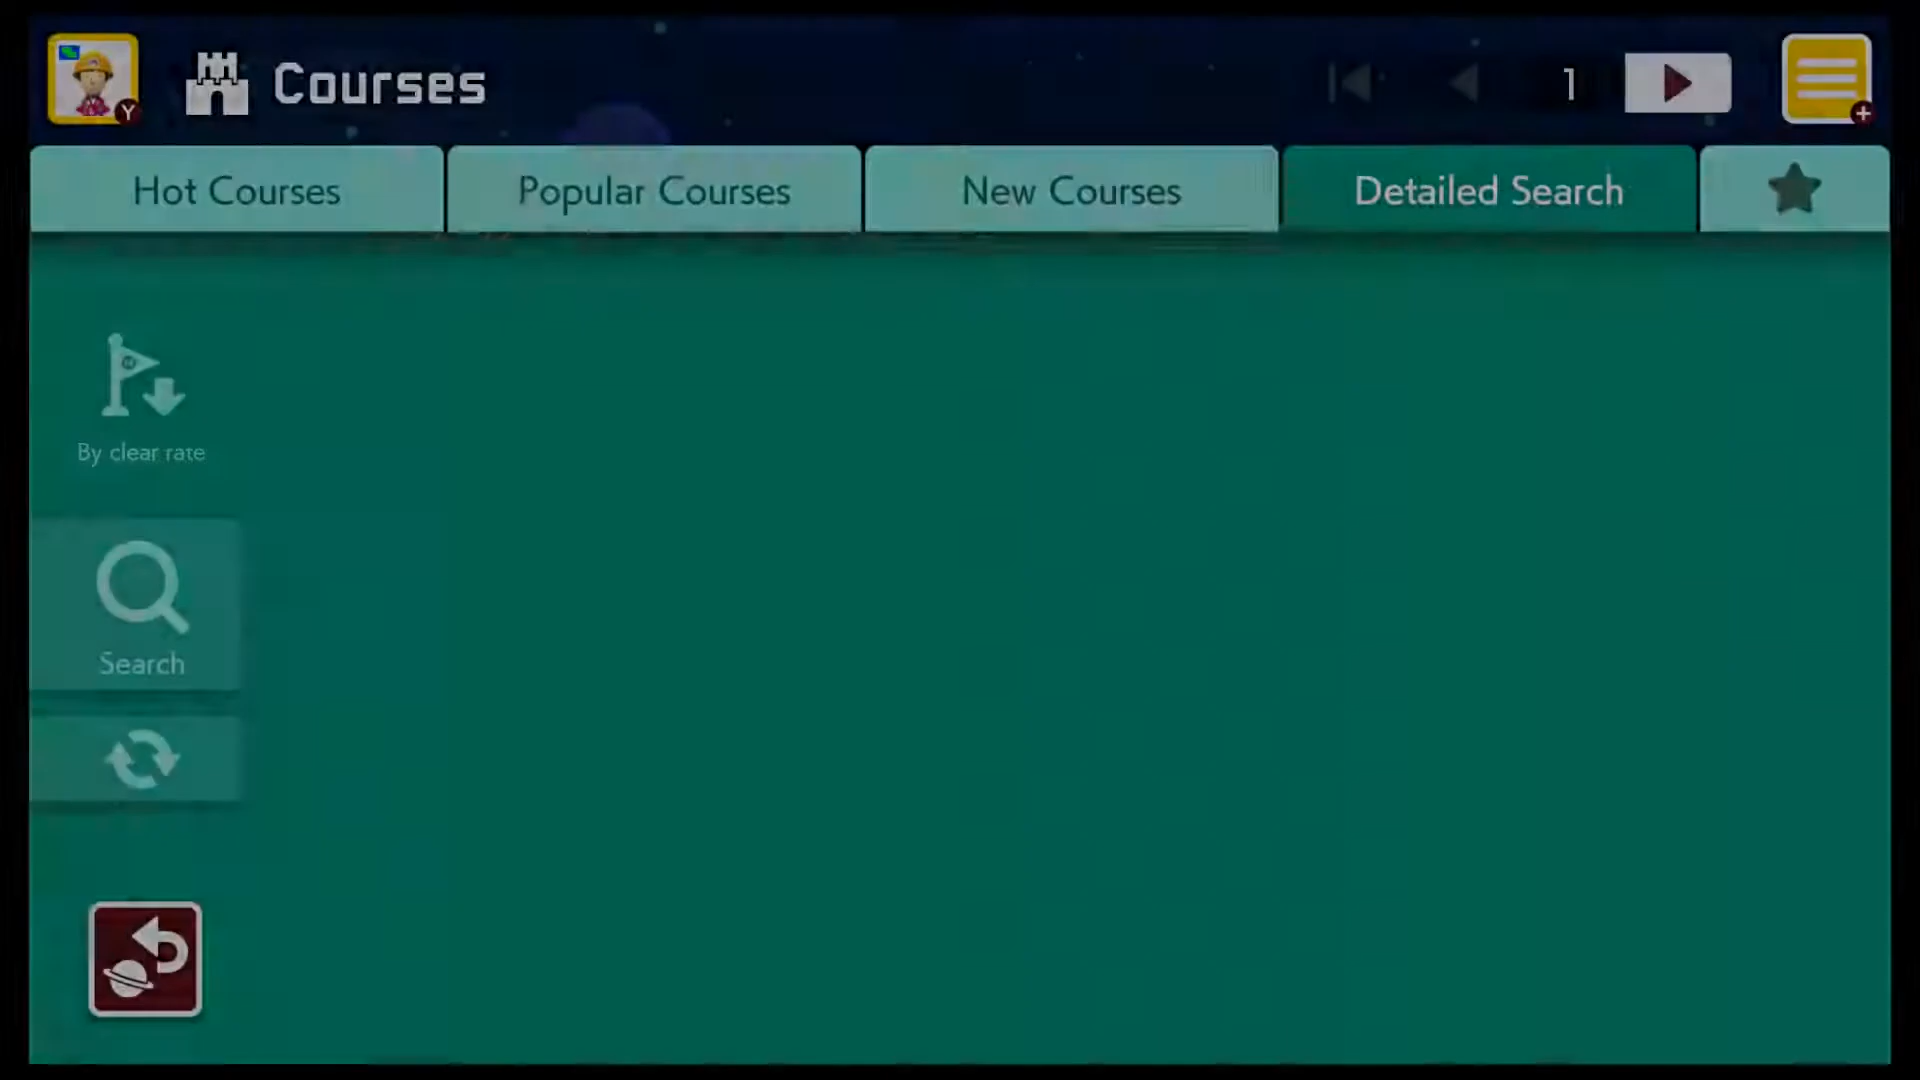 Y
Courses
1
+
Hot Courses
Popular Courses
New Courses
Detailed Search
By clear rate
Search